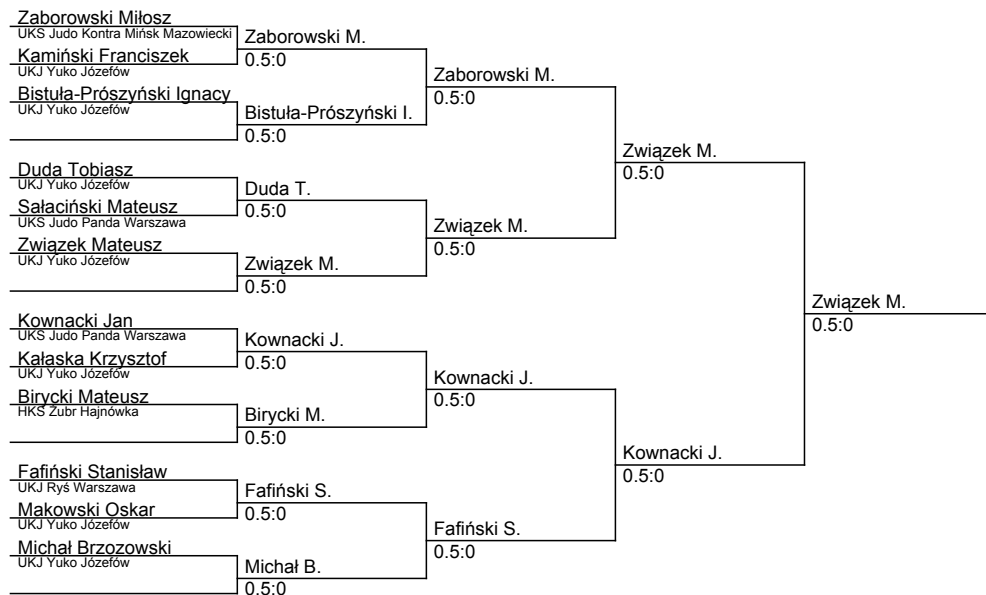 Zaborowski Miłosz
UKS Judo Kontra Mińsk Mazowiecki
Kamiński Franciszek
UKJ Yuko Józefów
Bistuła-Prószyński Ignacy
UKJ Yuko Józefów
Duda Tobiasz
UKJ Yuko Józefów
Sałaciński Mateusz
UKS Judo Panda Warszawa
Związek Mateusz
UKJ Yuko Józefów
Kownacki Jan
UKS Judo Panda Warszawa
Kałaska Krzysztof
UKJ Yuko Józefów
Birycki Mateusz
HKS Żubr Hajnówka
Fafiński Stanisław
UKJ Ryś Warszawa
Makowski Oskar
UKJ Yuko Józefów
Michał Brzozowski
UKJ Yuko Józefów
Zaborowski M.
0.5:0
Bistuła-Prószyński I.
0.5:0
Duda T.
0.5:0
Związek M.
0.5:0
Kownacki J.
0.5:0
Birycki M.
0.5:0
Fafiński S.
0.5:0
Michał B.
0.5:0
Zaborowski M.
0.5:0
Związek M.
0.5:0
Kownacki J.
0.5:0
Fafiński S.
0.5:0
Związek M.
0.5:0
Kownacki J.
0.5:0
Związek M.
0.5:0